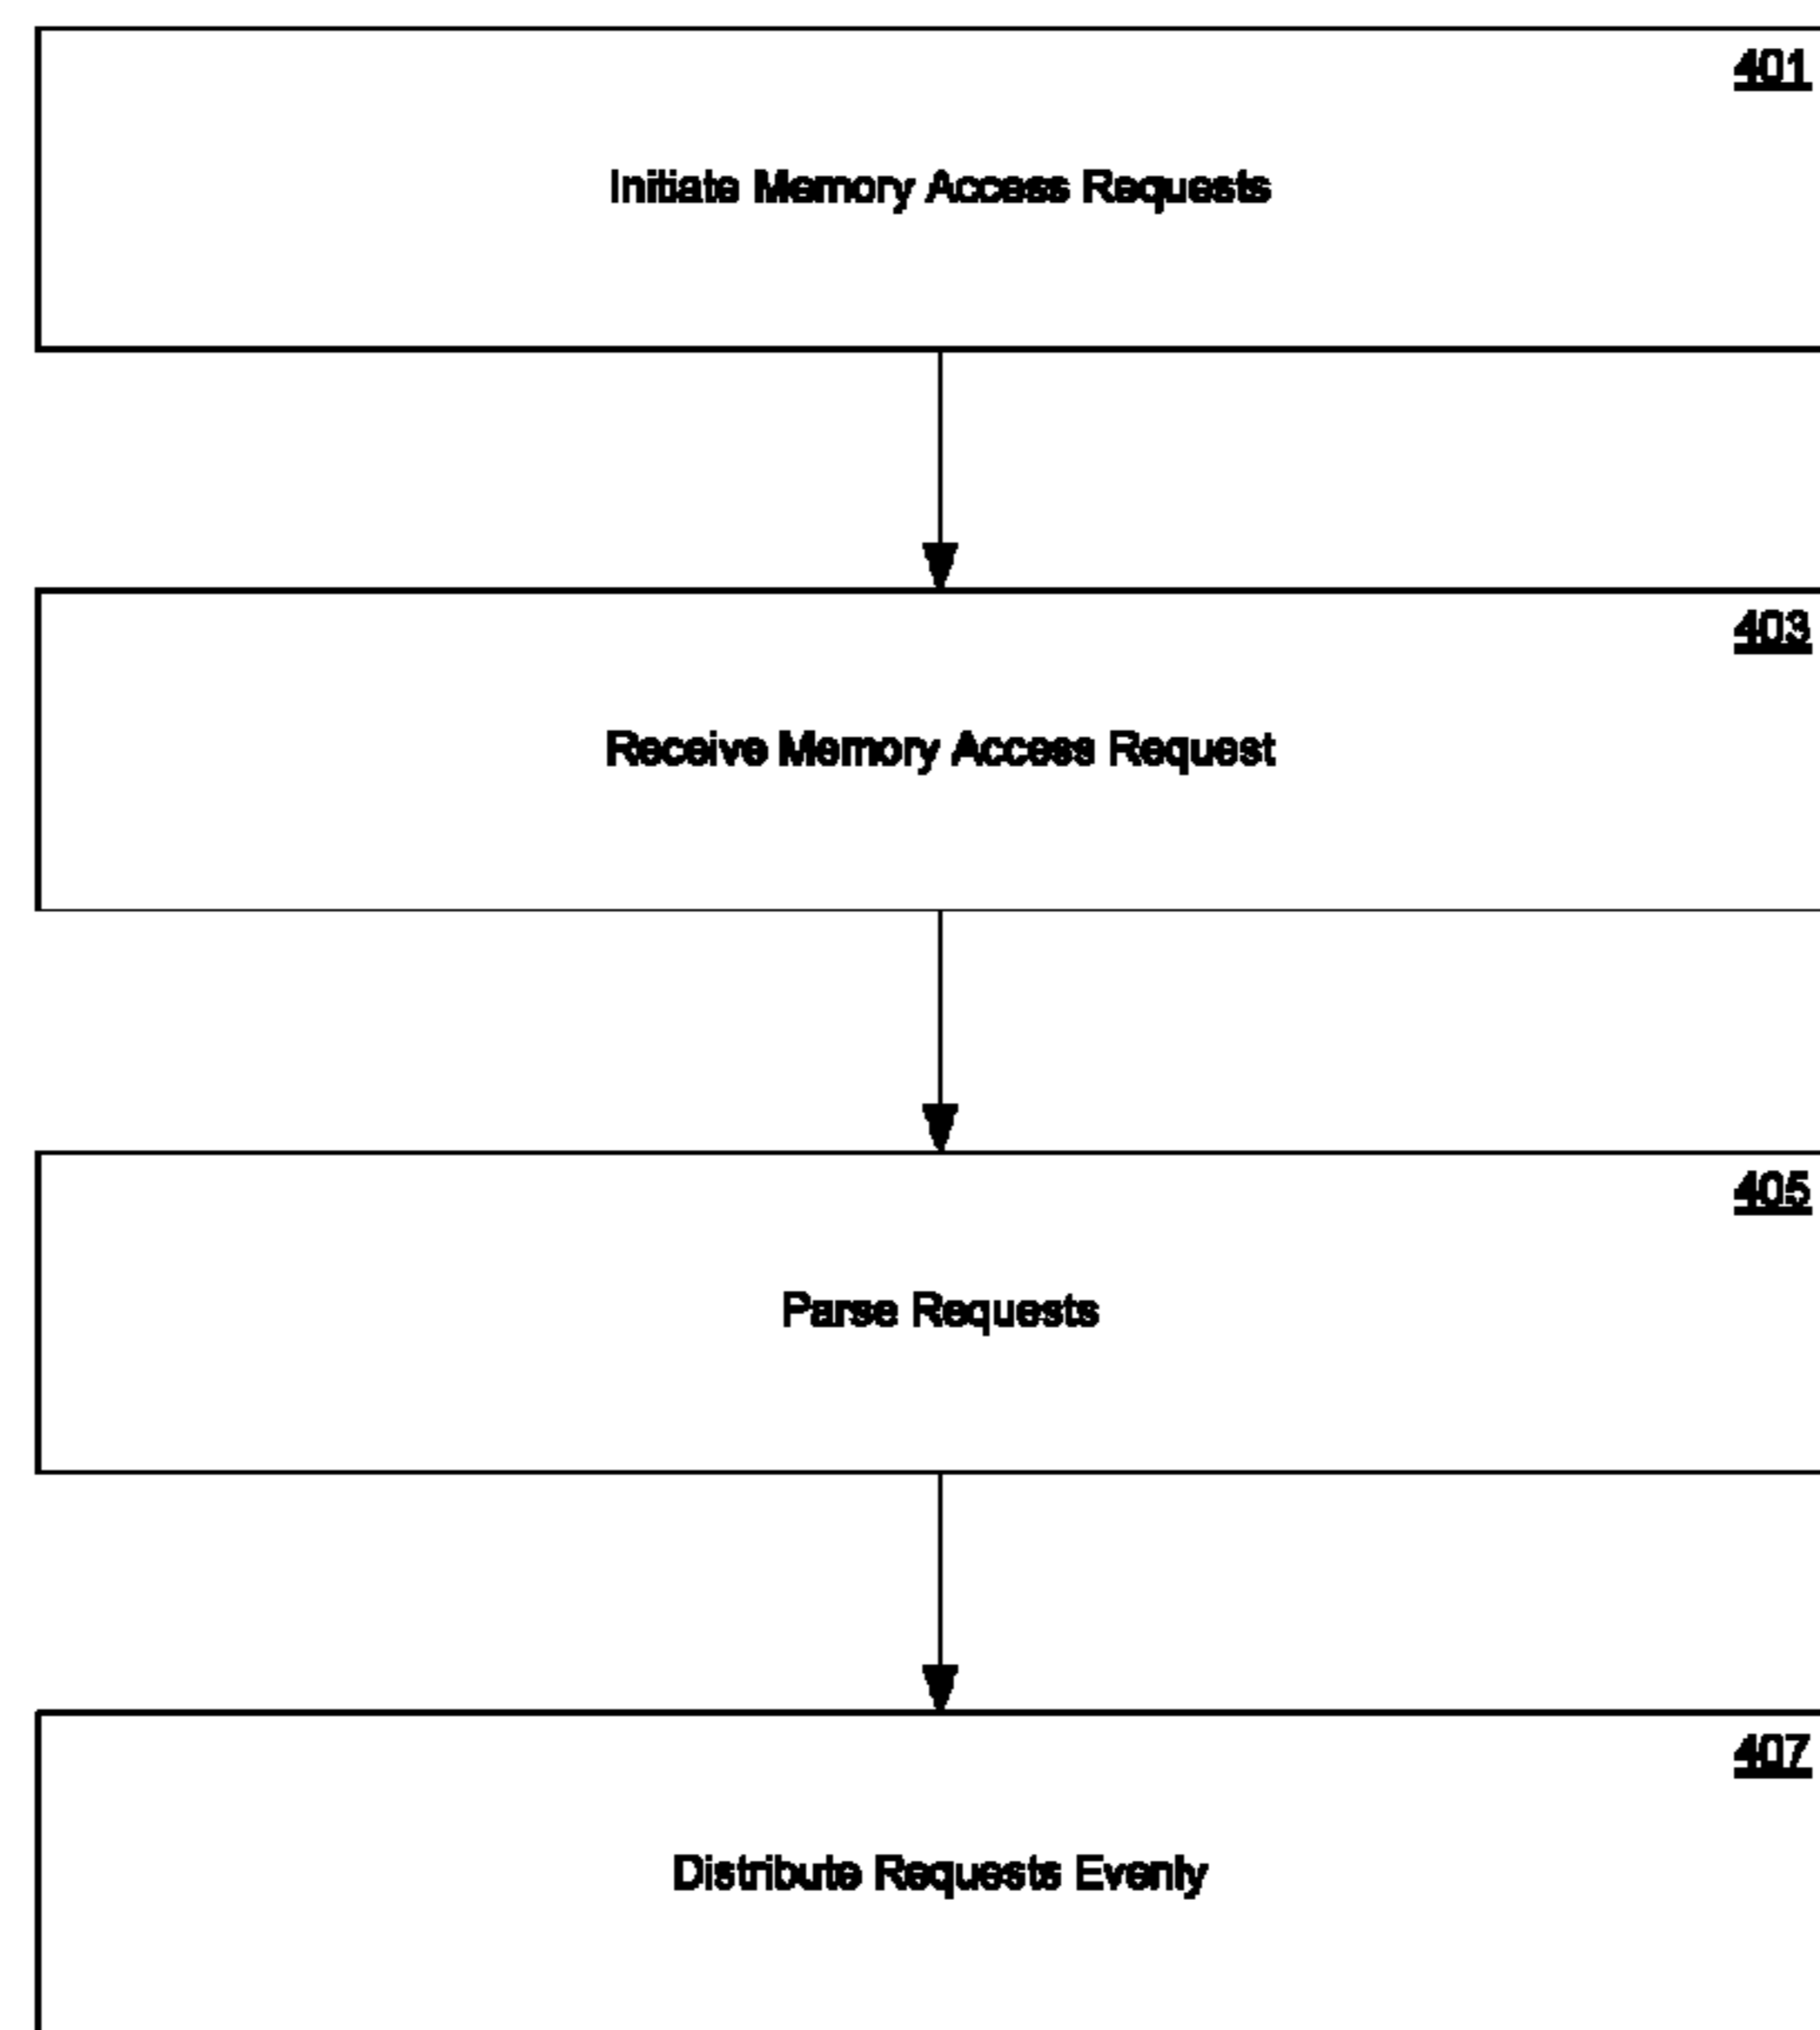 401
Initiate Memory Access Requests
403
Receive Memory Access Request
405
Parse Requests
407
Distribute Requests Evenly